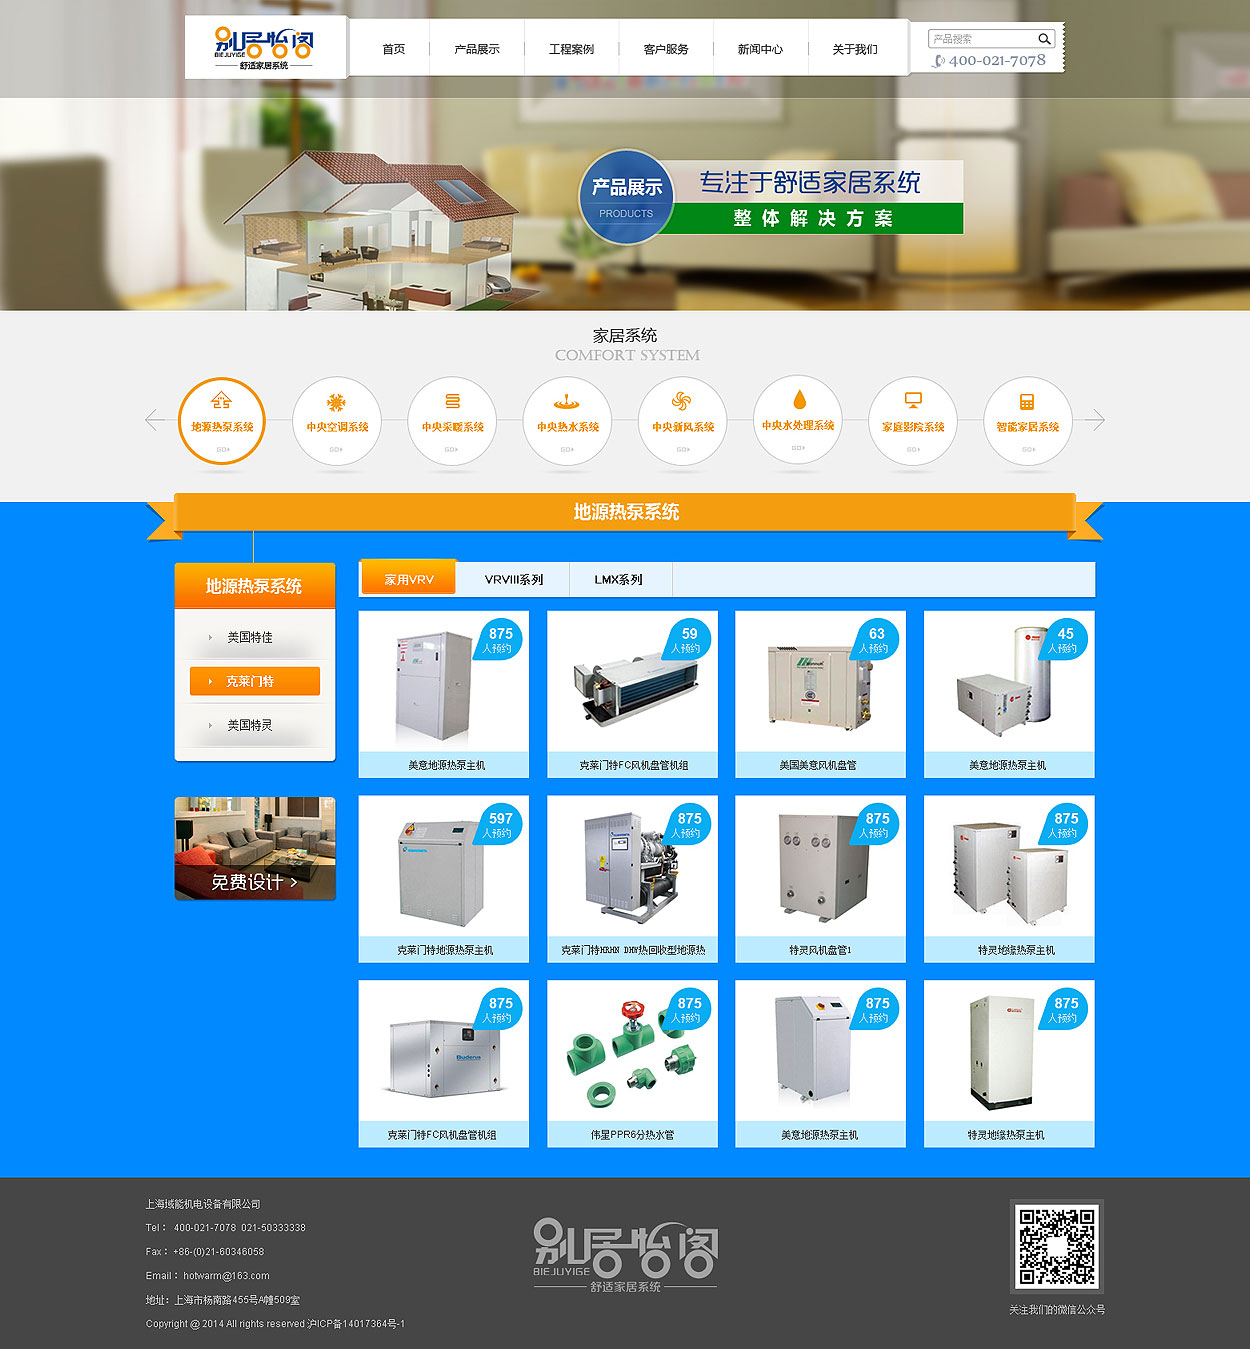 别居怡阁
BIEJUYIGE
舒适家居系统
首页
产品展示
工程案例
客户服务
新闻中心
关于我们
产品搜索
400-021-7078
产品展示
PRODUCTS
专注于舒适家居系统
整体解决方案
家居系统
COMFORT SYSTEM
地源热泵系统
GO
中央空调系统
GO
中央采暖系统
GO
中央热水系统
GO
中央新风系统
GO
中央水处理系统
GO
家庭影院系统
GO
智能家居系统
GO
地源热泵系统
地源热泵系统
美国特佳
克莱门特
美国特灵
免费设计 >
家用VRV
VRVIII系列
LMX系列
875
人预约
美意地源热泵主机
59
人预约
克莱门特FC风机盘管机组
63
人预约
美国美意风机盘管
45
人预约
美意地源热泵主机
597
人预约
克莱门特地源热泵主机
875
人预约
克莱门特HRHN DHW热回收型地源热
875
人预约
特灵风机盘管1
875
人预约
特灵地缘热泵主机
875
人预约
Buderus
克莱门特FC风机盘管机组
875
人预约
伟星PPR6分热水管
875
人预约
美意地源热泵主机
875
人预约
特灵地缘热泵主机
上海域能机电设备有限公司
Tel： 400-021-7078 021-50333338
Fax：+86-(0)21-60346058
Email：hotwarm@163.com
地址：上海市杨南路455号A幢509室
Copyright @ 2014 All rights reserved 沪ICP备14017364号-1
别居怡阁
BIEJUYIGE
舒适家居系统
关注我们的微信公众号